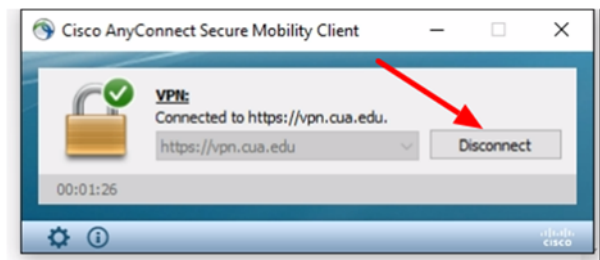 Cisco AnyConnect Secure Mobility Client
VPN:
Connected to https://vpn.cua.edu.
https://vpn.cua.edu
Disconnect
00:01:26
cisco